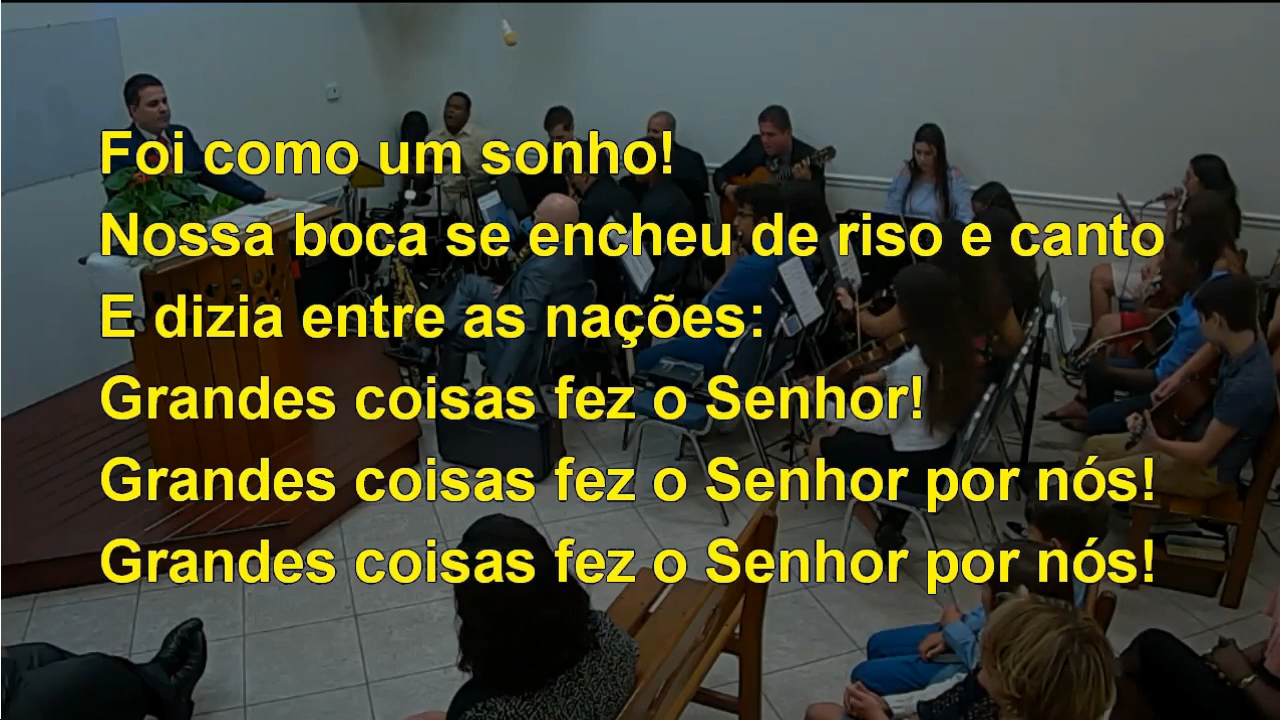 Foi como um sonho!
Nossa boca se encheu de riso e canto
E dizia entre as nações:
Grandes coisas fez o Senhor!
Grandes coisas fez o Senhor por nós!
Grandes coisas fez o Senhor por nós!